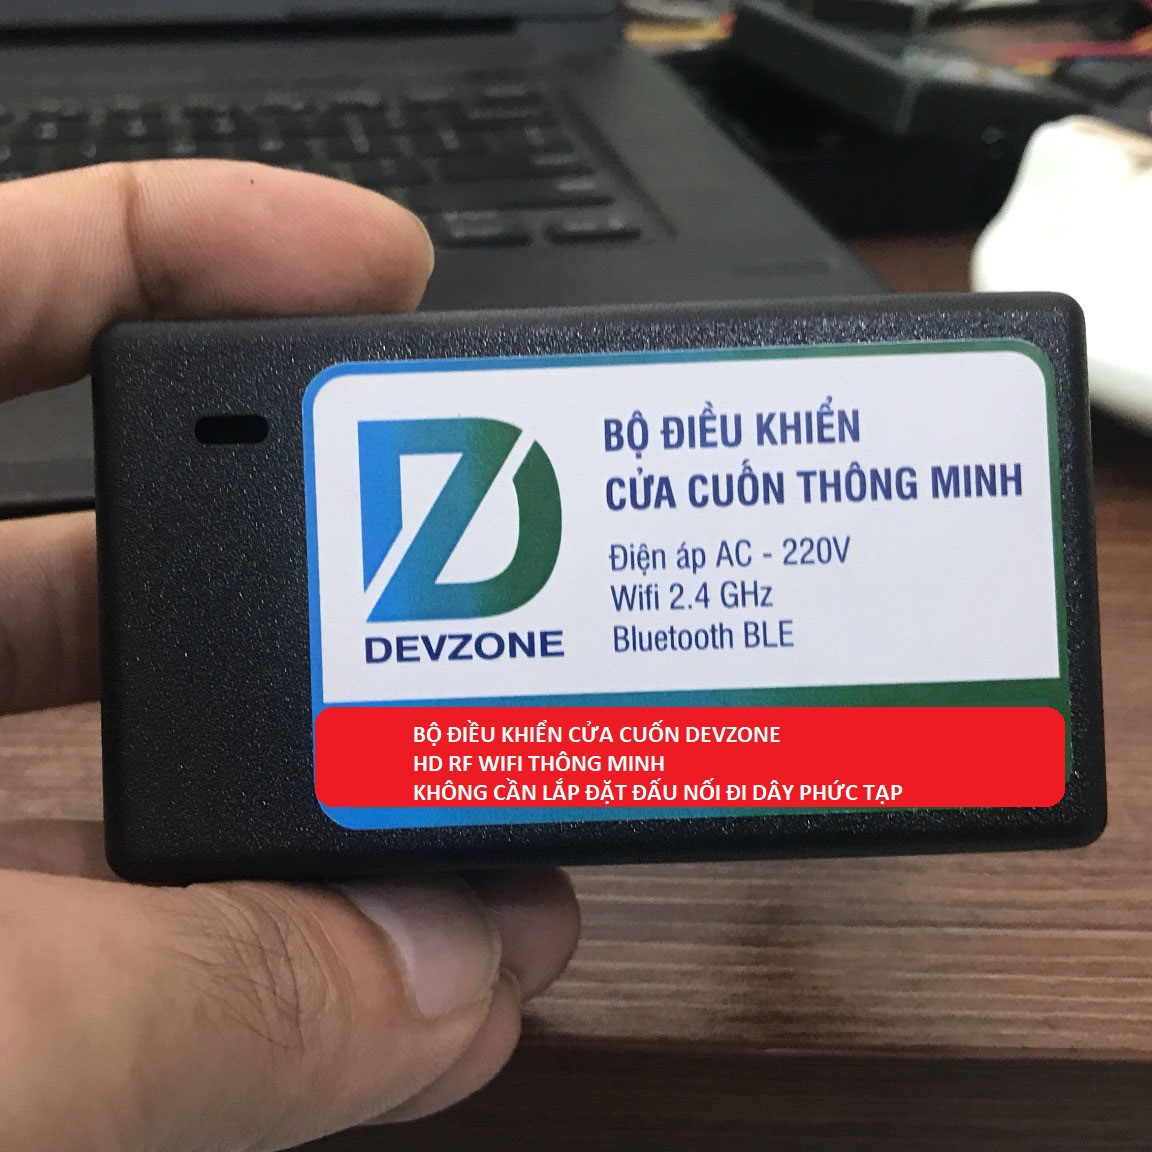 BỘ ĐIỀU KHIỂN
CỬA CUỐN THÔNG MINH
Điện áp AC - 220V
Wifi 2.4 GHz
Bluetooth BLE
DEVZONE
BỘ ĐIỀU KHIỂN CỬA CUỐN DEVZONE
HD RF WIFI THÔNG MINH
KHÔNG CẦN LẮP ĐẶT ĐẤU NỐI ĐI DÂY PHỨC TẠP